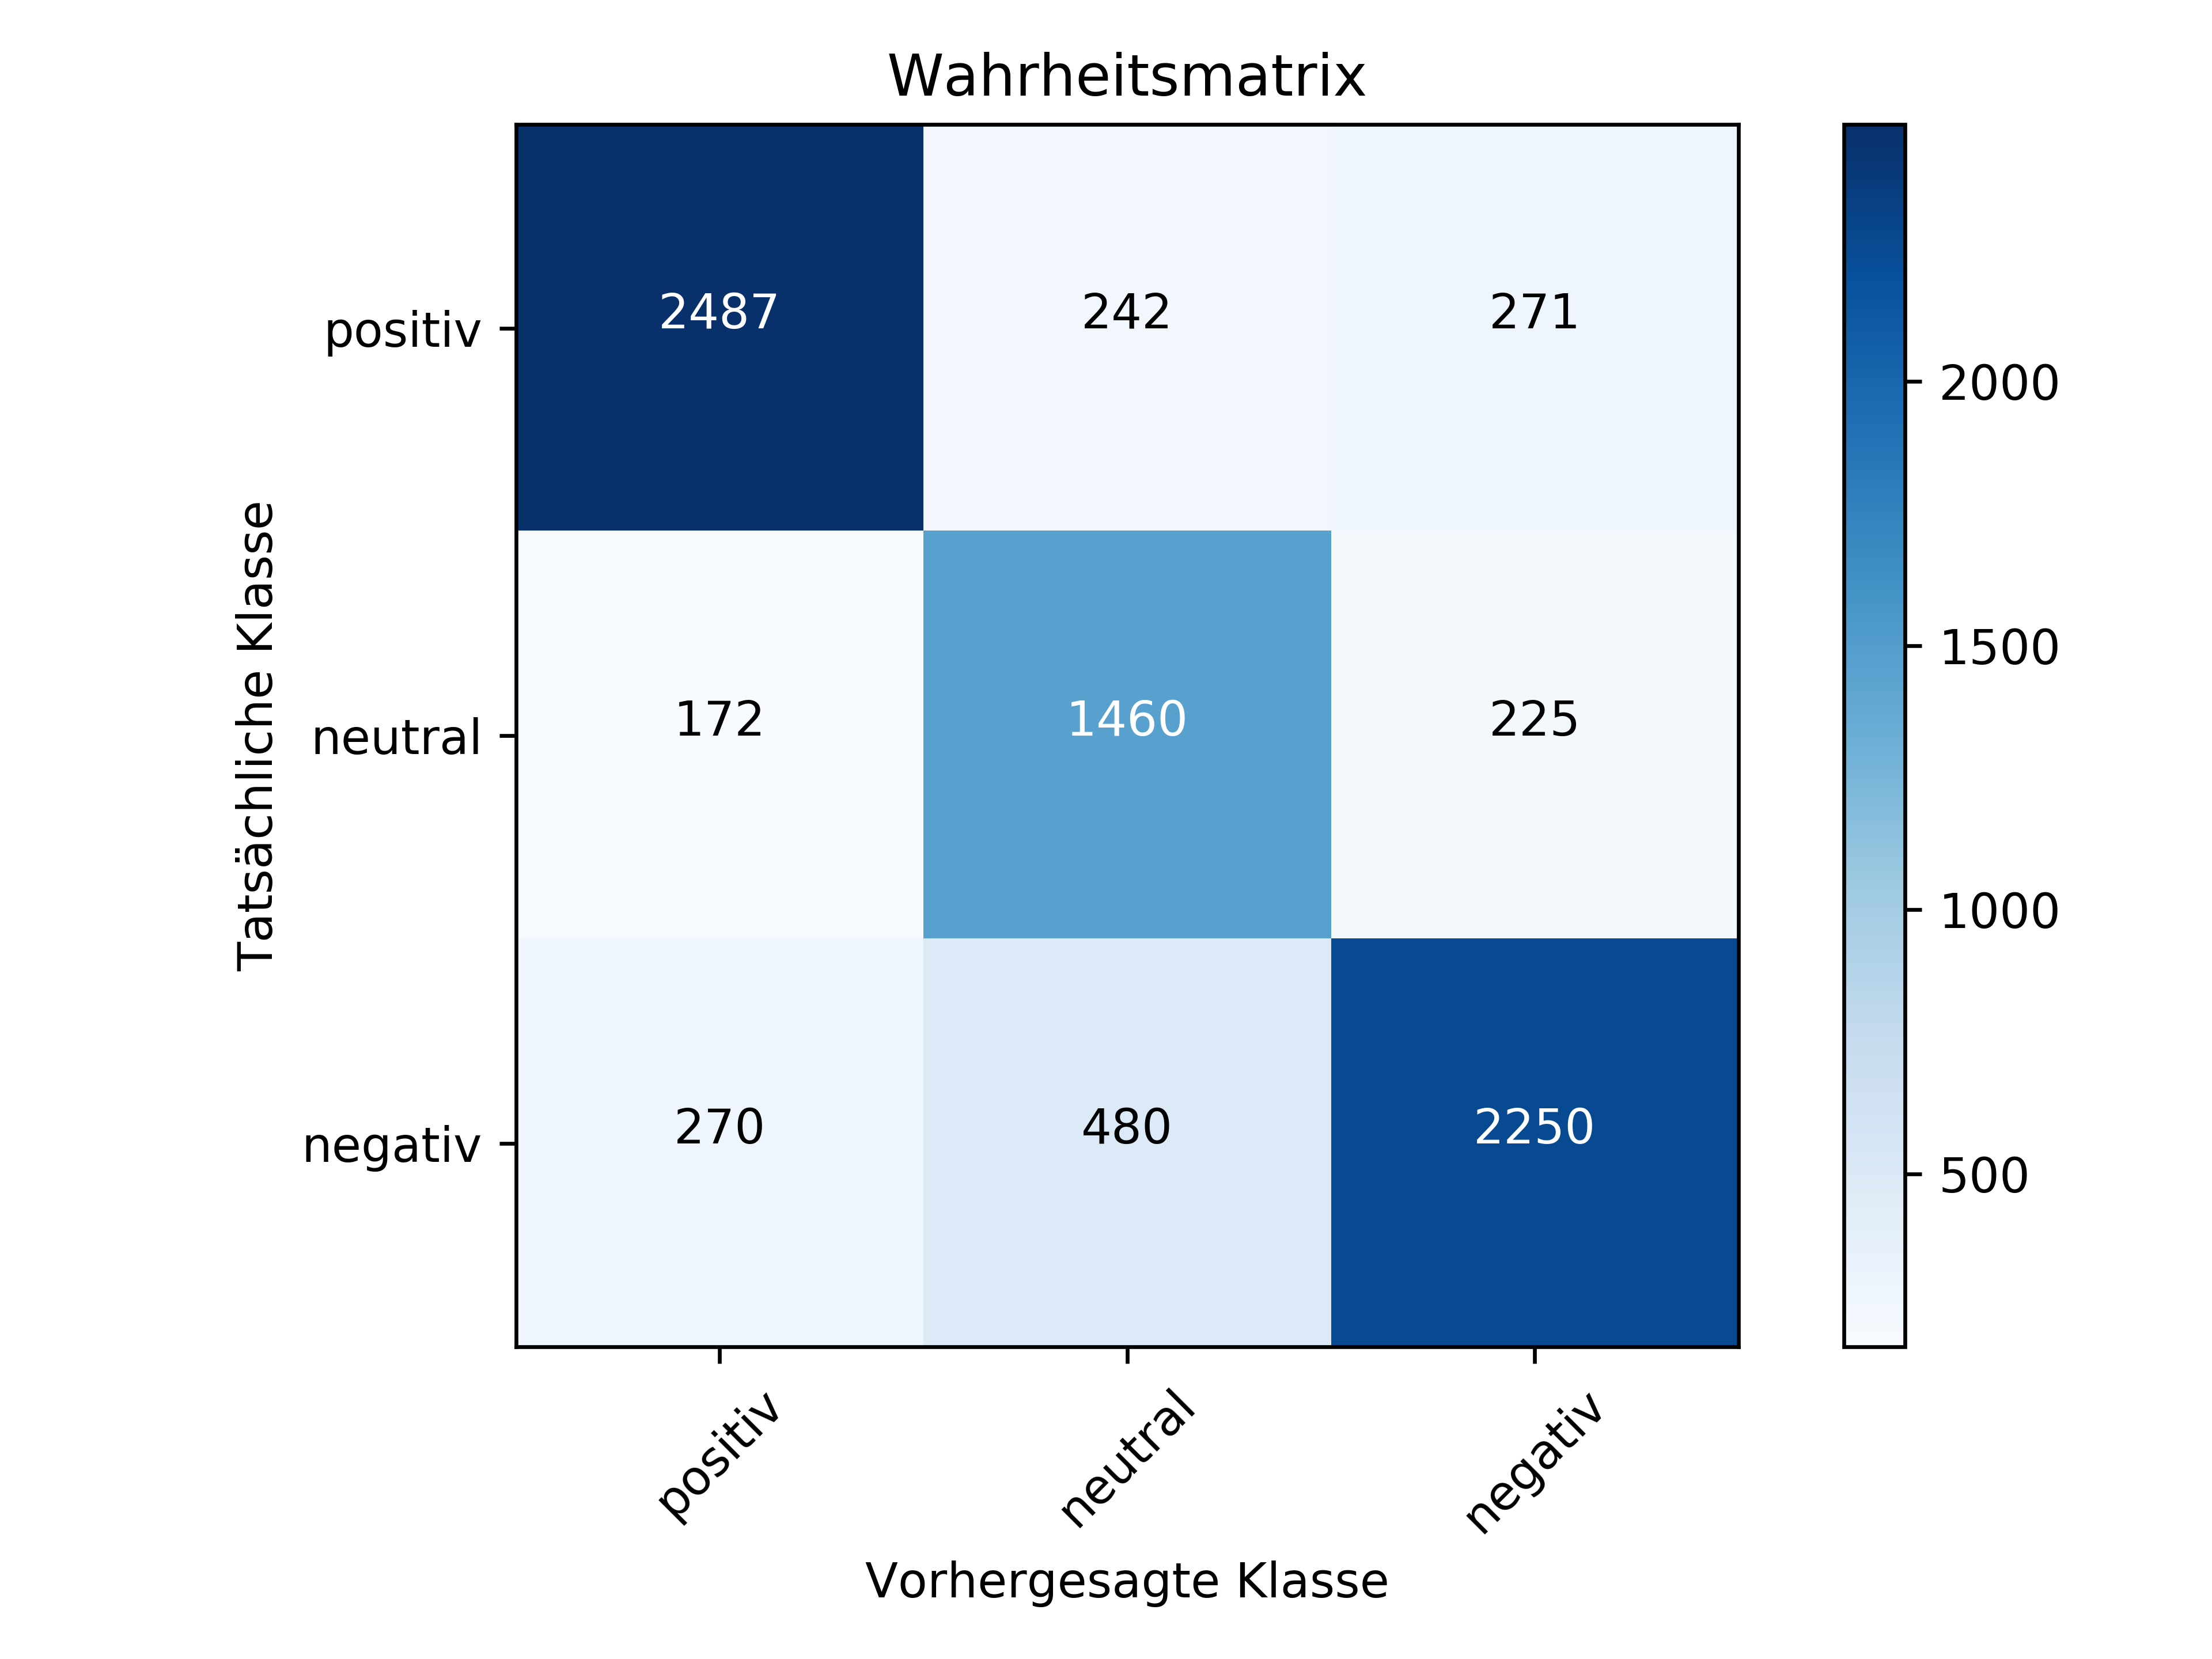 Wahrheitsmatrix
Tatsächliche Klasse
positiv
2487 242 271
neutral
172 1460 225
negativ
270 480 2250
positiv neutral negativ
Vorhergesagte Klasse
2000
1500
1000
500